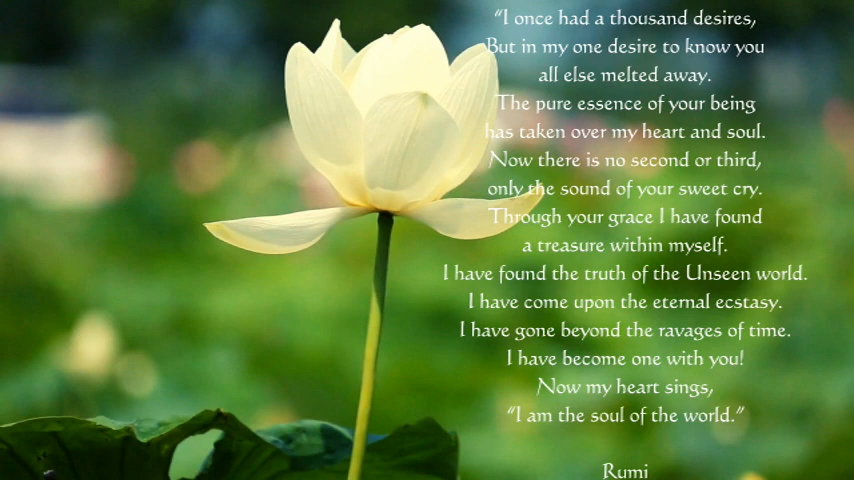 “I once had a thousand desires,
But in my one desire to know you
all else melted away.
The pure essence of your being
has taken over my heart and soul.
Now there is no second or third,
only the sound of your sweet cry.
Through your grace I have found
a treasure within myself.
I have found the truth of the Unseen world.
I have come upon the eternal ecstasy.
I have gone beyond the ravages of time.
I have become one with you!
Now my heart sings,
“I am the soul of the world.”
Rumi